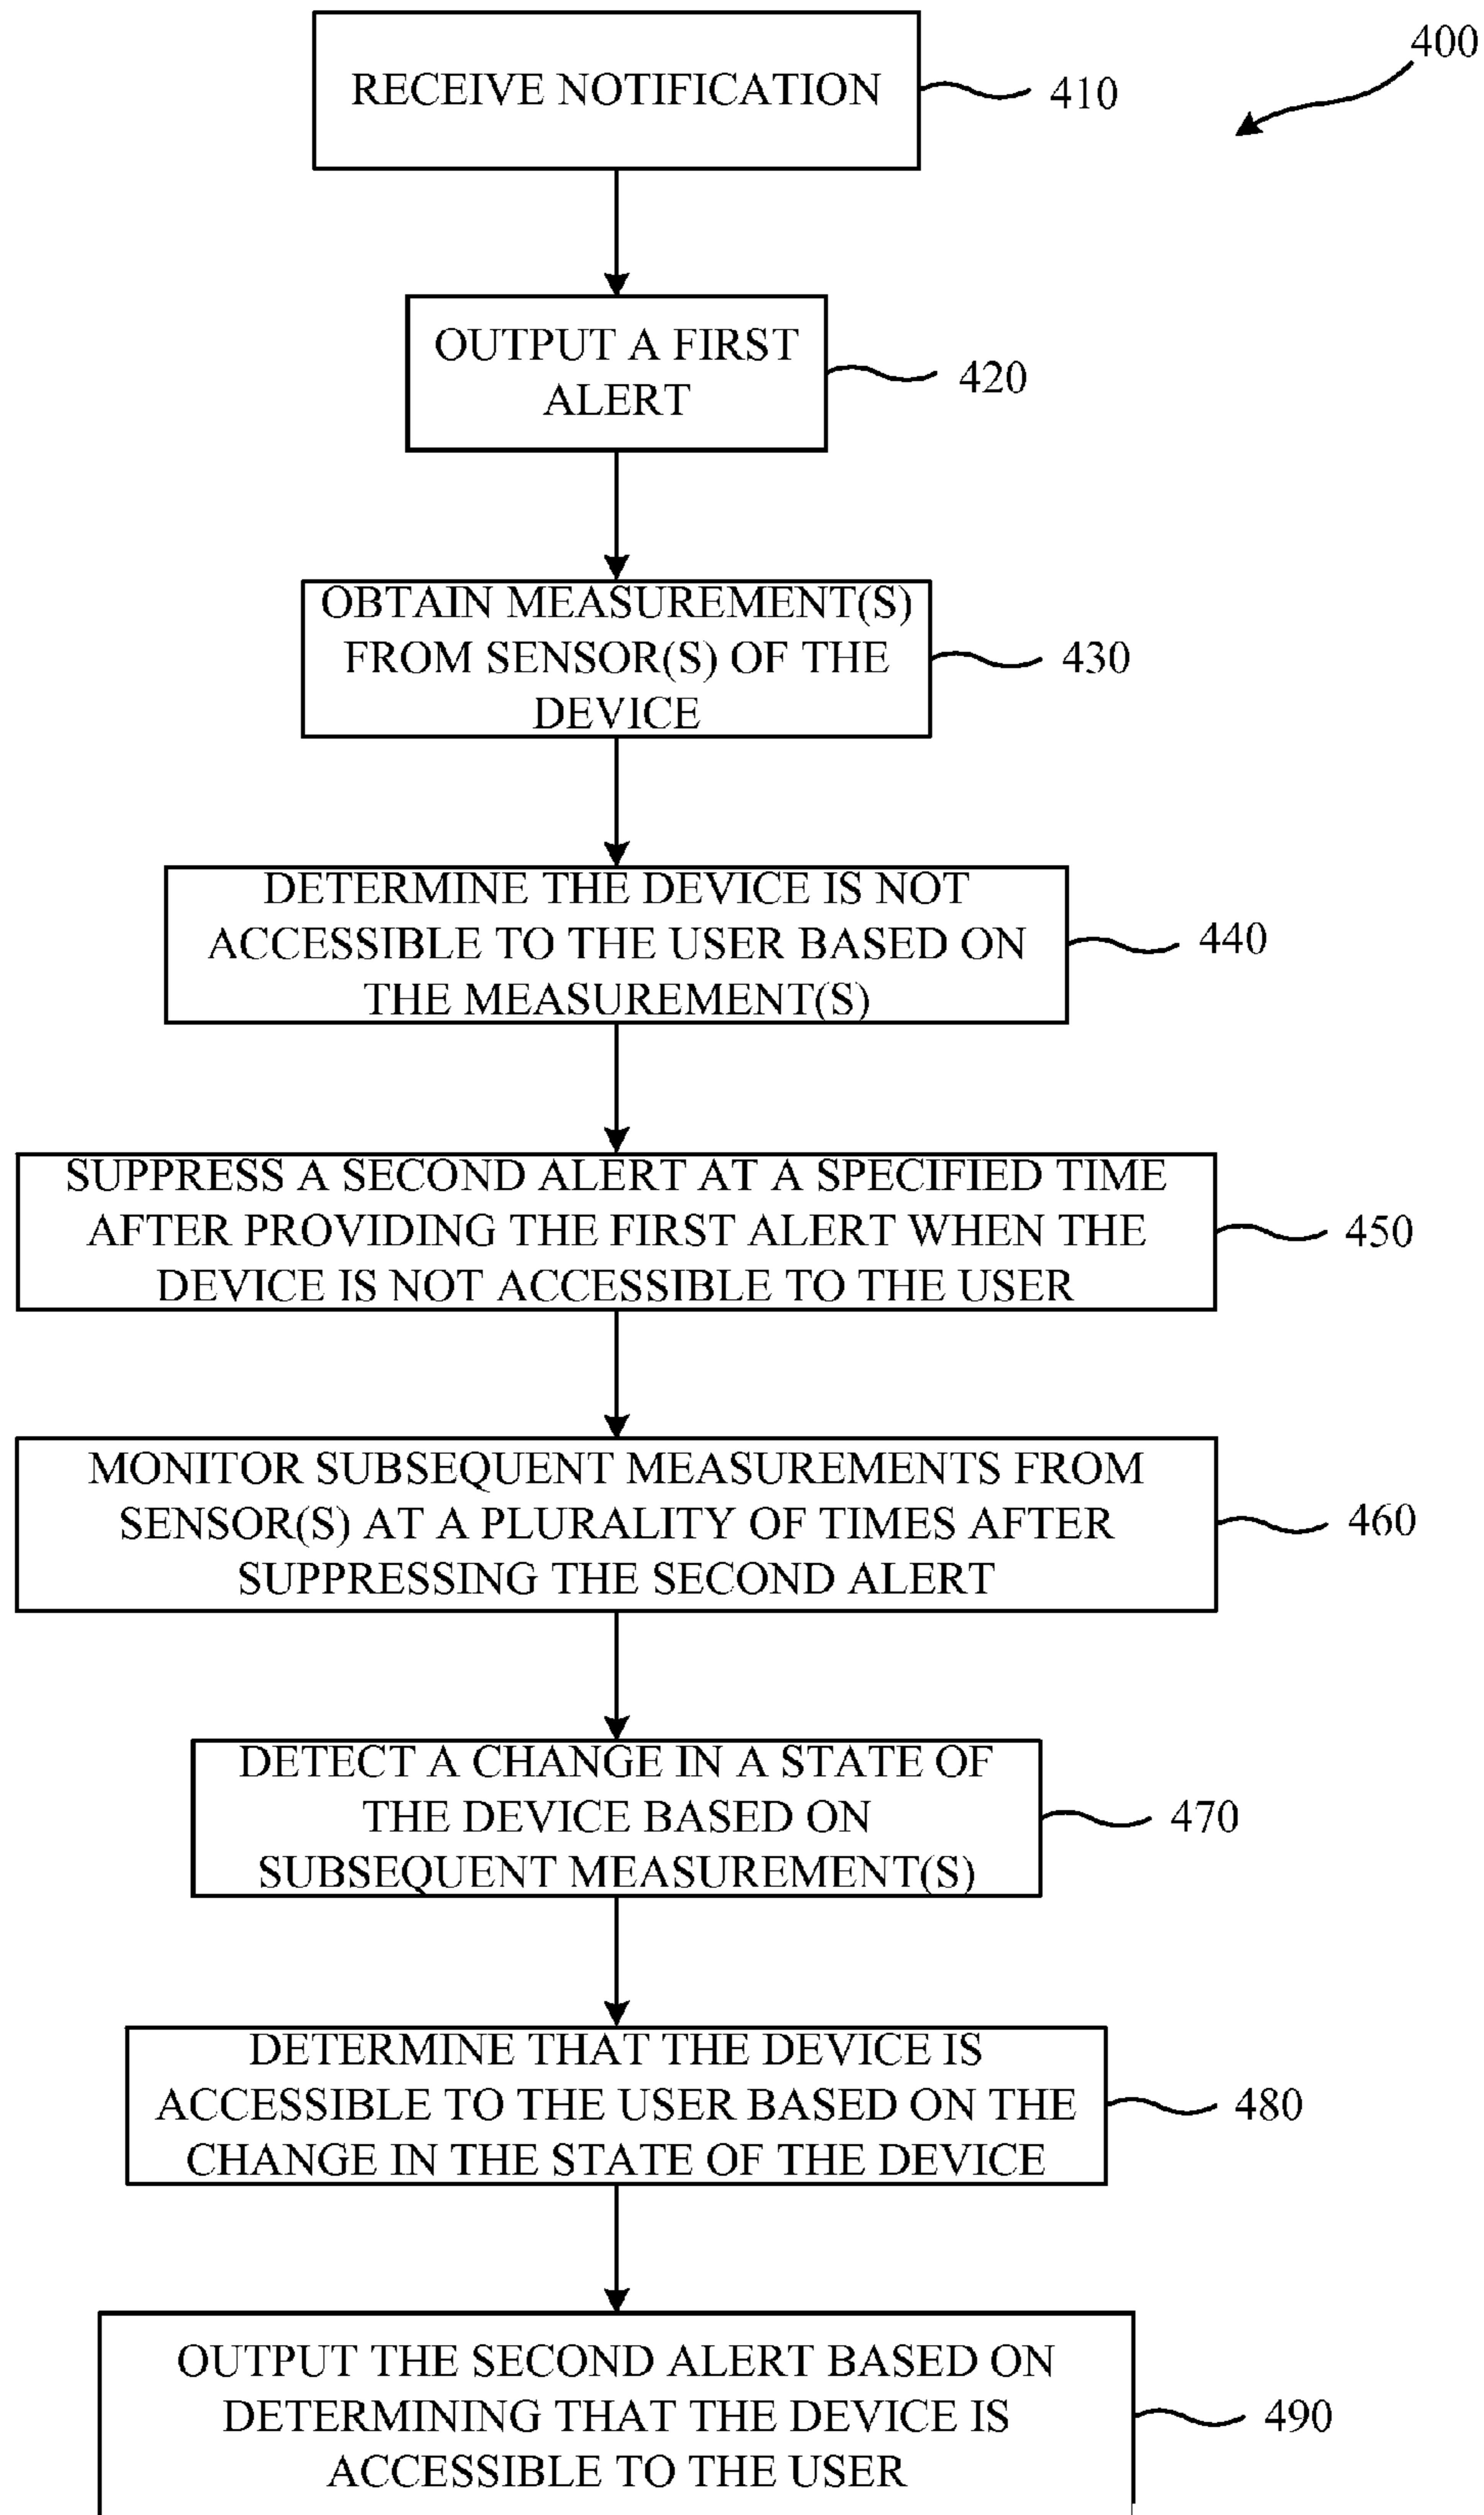 400
RECEIVE NOTIFICATION
410
OUTPUT A FIRST
ALERT
420
OBTAIN MEASUREMENT(S)
FROM SENSOR(S) OF THE
DEVICE
430
DETERMINE THE DEVICE IS NOT
ACCESSIBLE TO THE USER BASED ON
THE MEASUREMENT(S)
440
SUPPRESS A SECOND ALERT AT A SPECIFIED TIME
AFTER PROVIDING THE FIRST ALERT WHEN THE
DEVICE IS NOT ACCESSIBLE TO THE USER
450
MONITOR SUBSEQUENT MEASUREMENTS FROM
SENSOR(S) AT A PLURALITY OF TIMES AFTER
SUPPRESSING THE SECOND ALERT
460
DETECT A CHANGE IN A STATE OF
THE DEVICE BASED ON
SUBSEQUENT MEASUREMENT(S)
470
DETERMINE THAT THE DEVICE IS
ACCESSIBLE TO THE USER BASED ON THE
CHANGE IN THE STATE OF THE DEVICE
480
OUTPUT THE SECOND ALERT BASED ON
DETERMINING THAT THE DEVICE IS
ACCESSIBLE TO THE USER
490